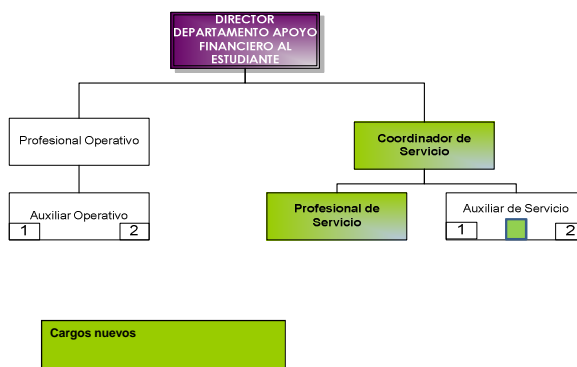 DIRECTOR
DEPARTAMENTO APOYO
FINANCIERO AL
ESTUDIANTE
Profesional Operativo
Coordinador de
Servicio
Auxiliar Operativo
1 2
Profesional de
Servicio
Auxiliar de Servicio
1 2
Cargos nuevos